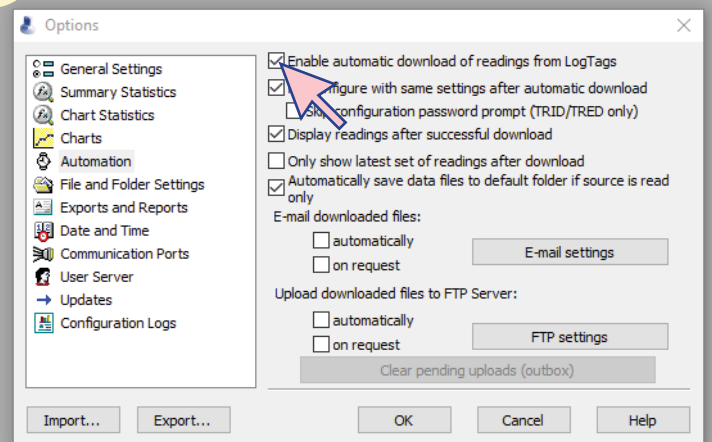 Options
General Settings
Summary Statistics
Chart Statistics
Charts
Automation
File and Folder Settings
Exports and Reports
Date and Time
Communication Ports
User Server
Updates
Configuration Logs
Enable automatic download of readings from LogTags
figure with same settings after automatic download
configuration password prompt (TRID/TRED only)
Display readings after successful download
Only show latest set of readings after download
Automatically save data files to default folder if source is read
only
E-mail downloaded files:
automatically
on request
E-mail settings
Upload downloaded files to FTP Server:
automatically
on request
FTP settings
Clear pending uploads (outbox)
Import...
Export...
OK
Cancel
Help